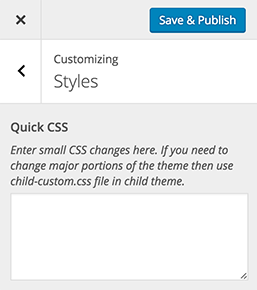 Save & Publish
Customizing
Styles
Quick CSS
Enter small CSS changes here. If you need to
change major portions of the theme then use
child-custom.css file in child theme.